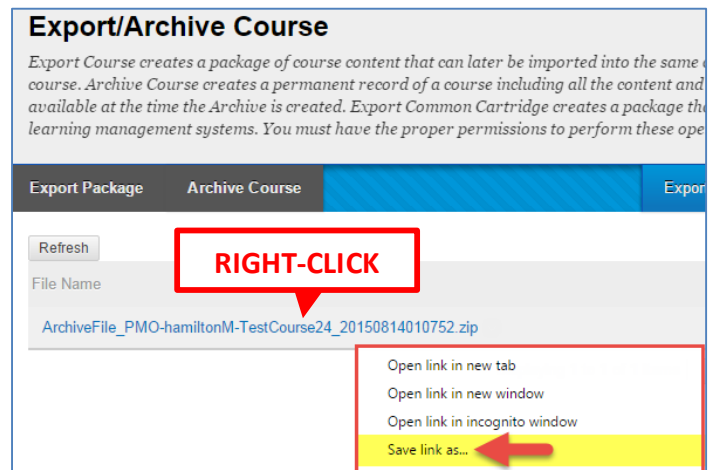 Export/Archive Course
Export Course creates a package of course content that can later be imported into the same
course. Archive Course creates a permanent record of a course including all the content and
available at the time the Archive is created. Export Common Cartridge creates a package
learning management systems. You must have the proper permissions to perform these
Export Package Archive Course
Refresh
RIGHT-CLICK
File Name
ArchiveFile_PMO-hamiltonM-TestCourse24_20150814010752.zip
Open link in new tab
Open link in new window
Open link in incognito window
Save link as...